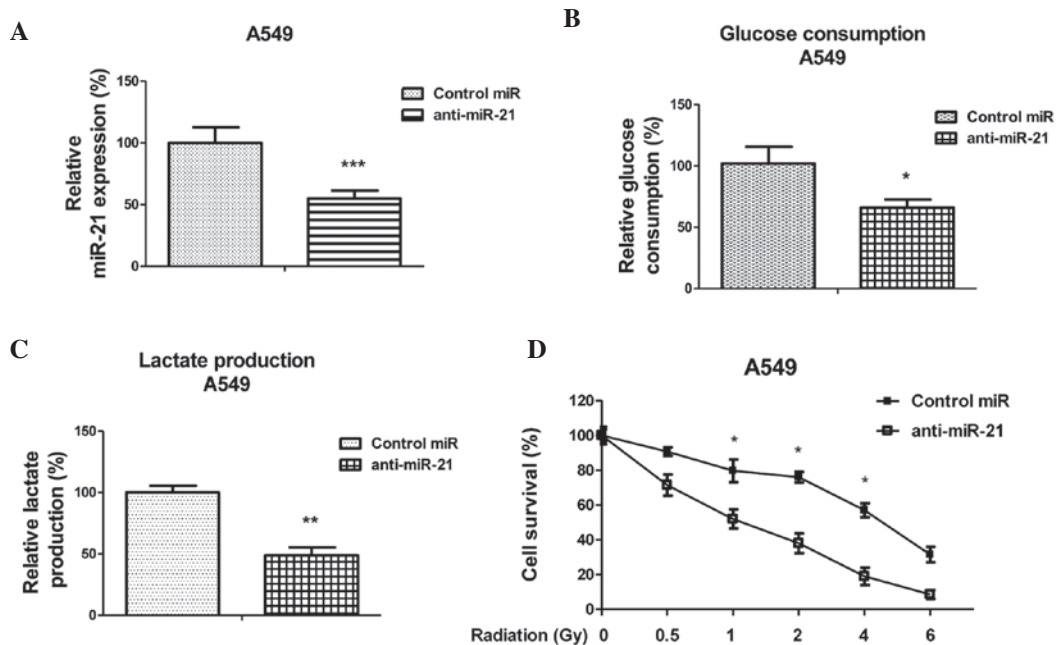 A
A549
Relative
miR-21 expression (%)
150
100
50
0
***
Control miR
anti-miR-21
B
Glucose consumption
A549
Relative glucose
consumption (%)
150
100
50
0
*
Control miR
anti-miR-21
C
Lactate production
A549
Relative lactate
production (%)
150
100
50
0
**
Control miR
anti-miR-21
D
A549
Cell survival (%)
120
100
80
60
40
20
0
* * *
Control miR
anti-miR-21
Radiation (Gy) 0 0.5 1 2 4 6